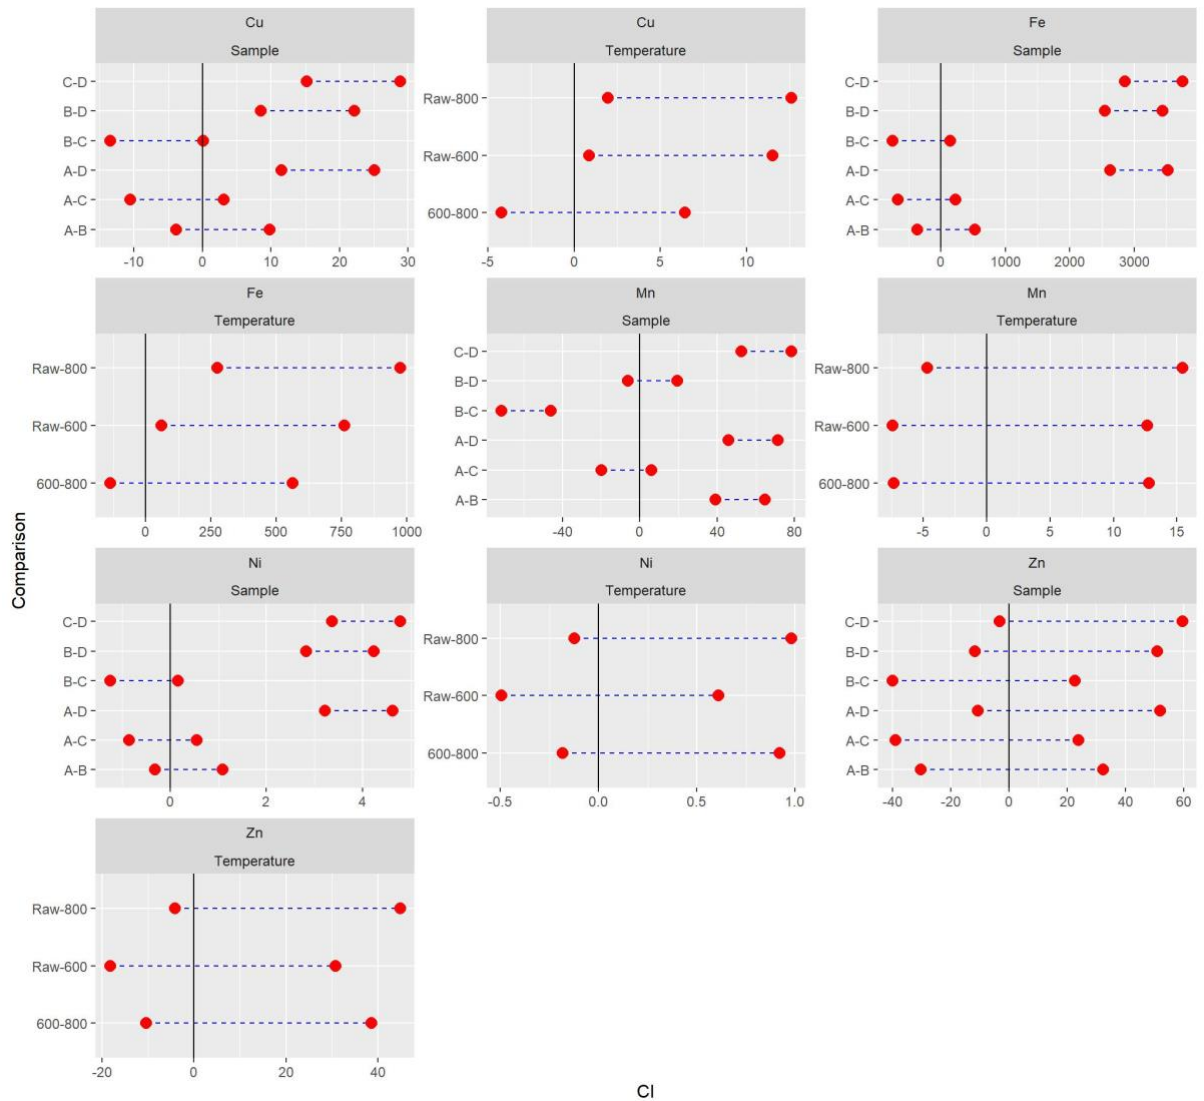 Cu
Sample
C-D
B-D
B-C
A-D
A-C
A-B
-10 0 10 20 30
Cu
Temperature
Raw-800
Raw-600
600-800
-5 0 5 10
Fe
Sample
C-D
B-D
B-C
A-D
A-C
A-B
0 1000 2000 3000
Fe
Temperature
Raw-800
Raw-600
600-800
0 250 500 750 1000
Mn
Sample
C-D
B-D
B-C
A-D
A-C
A-B
-40 0 40 80
Mn
Temperature
Raw-800
Raw-600
600-800
-5 0 5 10 15
Comparison
Ni
Sample
C-D
B-D
B-C
A-D
A-C
A-B
0 2 4
Ni
Temperature
Raw-800
Raw-600
600-800
-0.5 0.0 0.5 1.0
Zn
Sample
C-D
B-D
B-C
A-D
A-C
A-B
-40 -20 0 20 40 60
Zn
Temperature
Raw-800
Raw-600
600-800
-20 0 20 40
CI